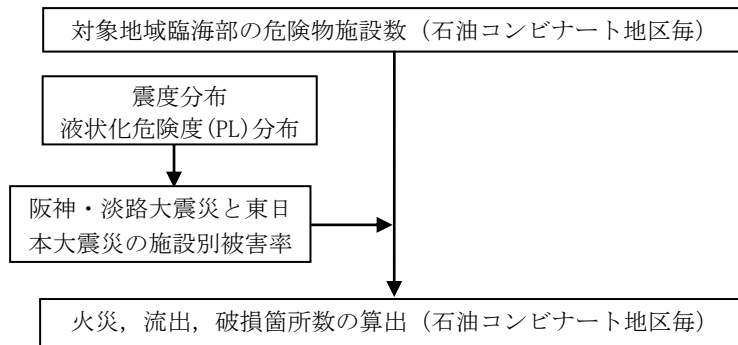 対象地域臨海部の危険物施設数（石油コンビナート地区毎）
震度分布
液状化危険度(PL)分布
阪神・淡路大震災と東日
本大震災の施設別被害率
火災，流出，破損箇所数の算出（石油コンビナート地区毎）